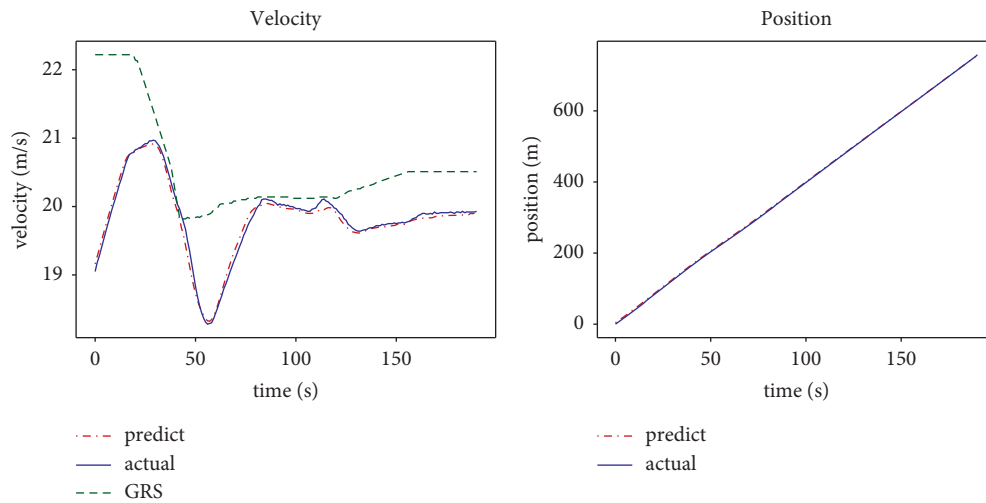 Velocity
22
21
20
19
velocity (m/s)
0 50 100 150
time (s)
predict
actual
GRS
Position
600
400
200
0
position (m)
0 50 100 150
time (s)
predict
actual